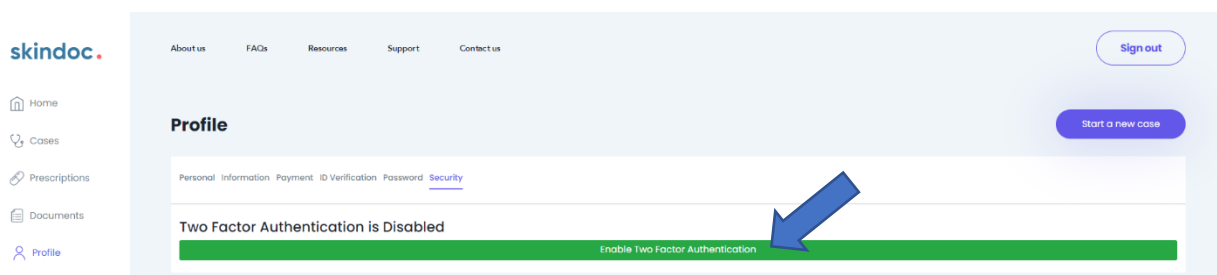 skindoc.
About us FAQs Resources Support Contact us Sign out
Home
Profile Start a new case
Cases
Prescriptions
Personal Information Payment ID Verification Password Security
Documents
Two Factor Authentication is Disabled
Profile
Enable Two Factor Authentication